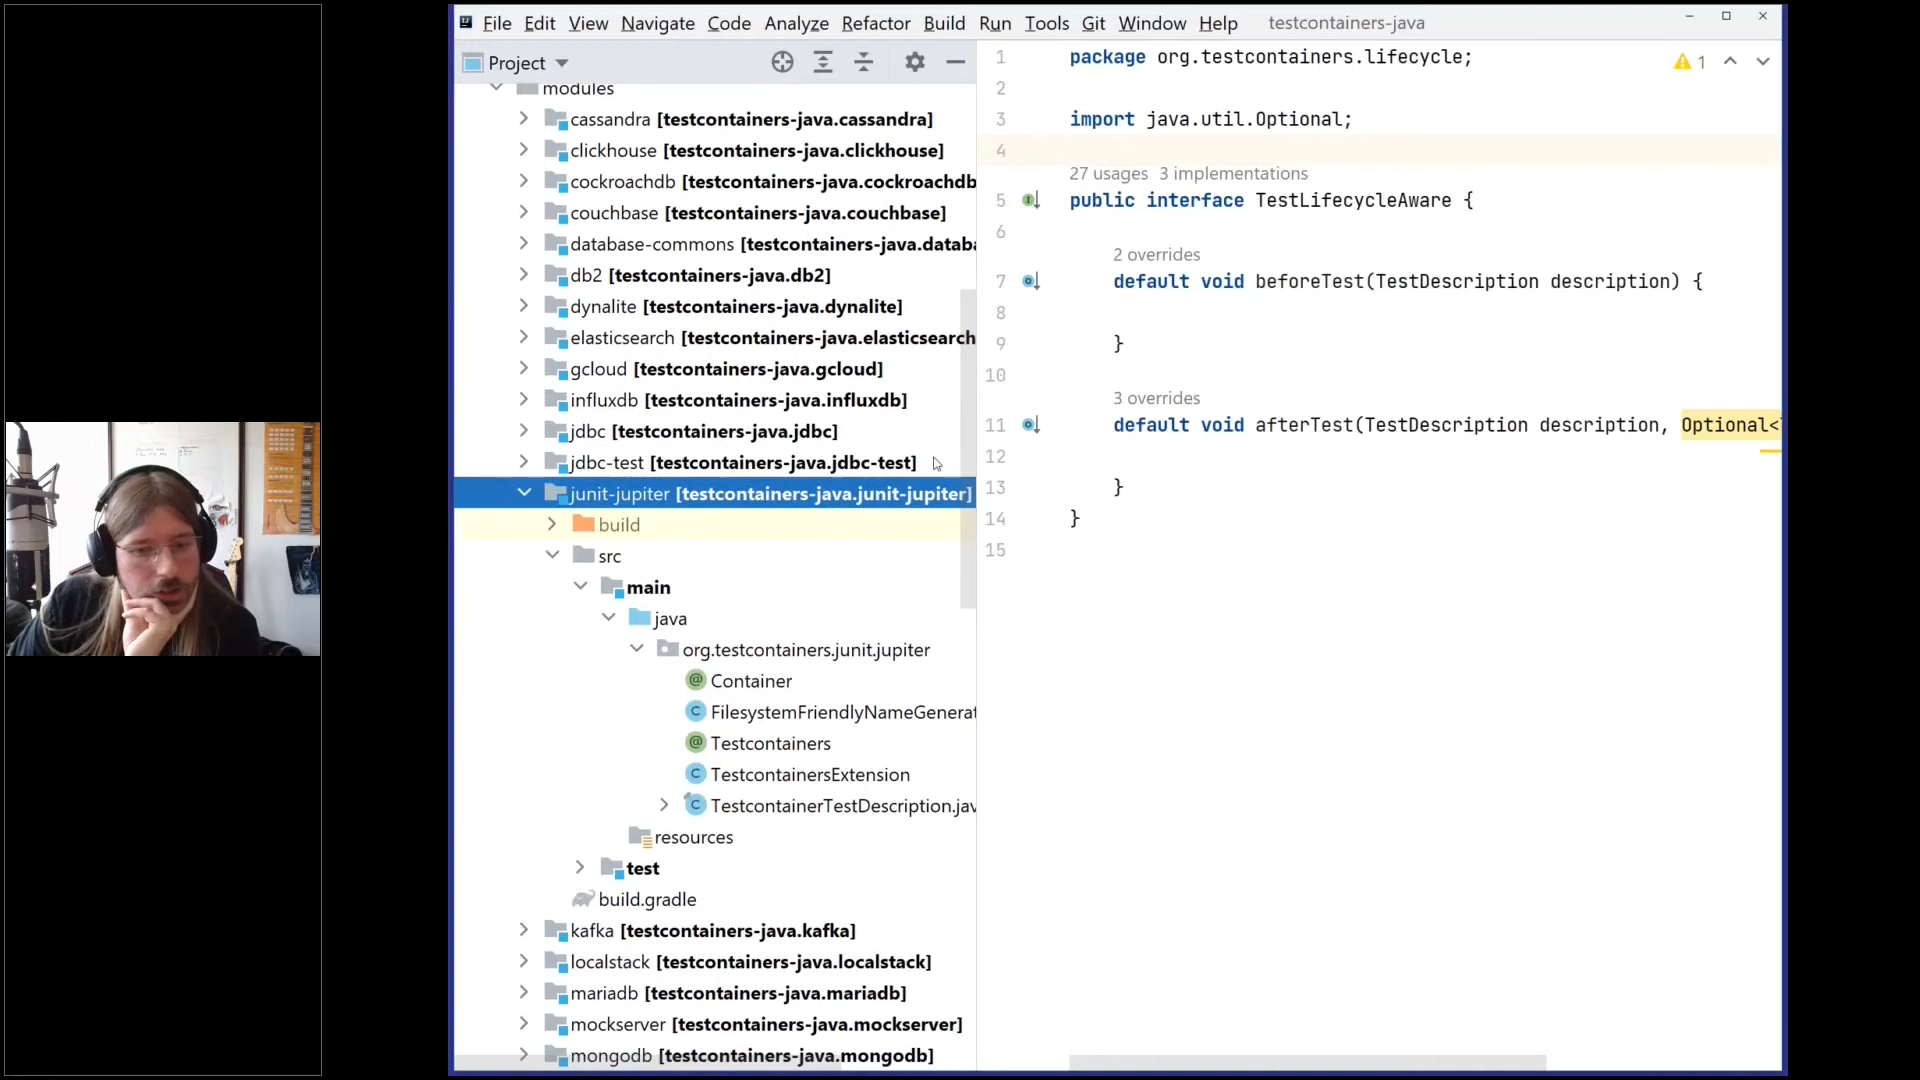 File Edit View Navigate Code Analyze Refactor Build Run Tools Git Window Help testcontainers-java
Project
modules
cassandra [testcontainers-java.cassandra]
clickhouse [testcontainers-java.clickhouse]
cockroachdb [testcontainers-java.cockroachdb
couchbase [testcontainers-java.couchbase]
database-commons [testcontainers-java.databa
db2 [testcontainers-java.db2]
dynalite [testcontainers-java.dynalite]
elasticsearch [testcontainers-java.elasticsearch
gcloud [testcontainers-java.gcloud]
influxdb [testcontainers-java.influxdb]
jdbc [testcontainers-java.jdbc]
jdbc-test [testcontainers-java.jdbc-test]
junit-jupiter [testcontainers-java.junit-jupiter]
build
src
main
java
org.testcontainers.junit.jupiter
Container
FilesystemFriendlyNameGenerat
Testcontainers
TestcontainersExtension
TestcontainerTestDescription.jav
resources
test
build.gradle
kafka [testcontainers-java.kafka]
localstack [testcontainers-java.localstack]
mariadb [testcontainers-java.mariadb]
mockserver [testcontainers-java.mockserver]
mongodb [testcontainers-java.mongodb]
1 package org.testcontainers.lifecycle;
1
2
3 import java.util.Optional;
4
27 usages 3 implementations
5 public interface TestLifecycleAware {
6
2 overrides
7 default void beforeTest(TestDescription description) {
8
9 }
10
3 overrides
11 default void afterTest(TestDescription description, Optional<
12
13 }
14 }
15